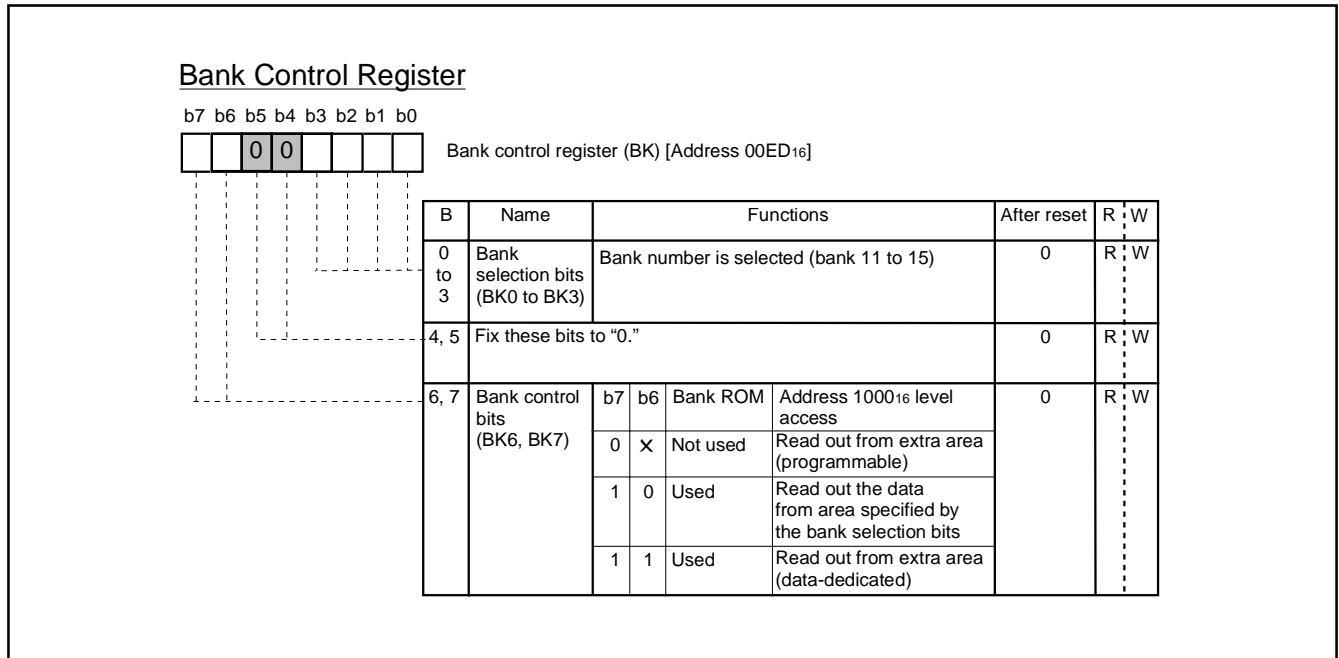 Bank Control Register
b7 b6 b5 b4 b3 b2 b1 b0
0 0
Bank control register (BK) [Address 00ED16]
B Name Functions After reset R W
0 to 3 Bank selection bits (BK0 to BK3) Bank number is selected (bank 11 to 15) 0 R W
4, 5 Fix these bits to “0.” 0 R W
6, 7 Bank control bits (BK6, BK7) b7 b6 Bank ROM Address 100016 level access 0 R W
0 × Not used Read out from extra area (programmable)
1 0 Used Read out the data from area specified by the bank selection bits
1 1 Used Read out from extra area (data-dedicated)